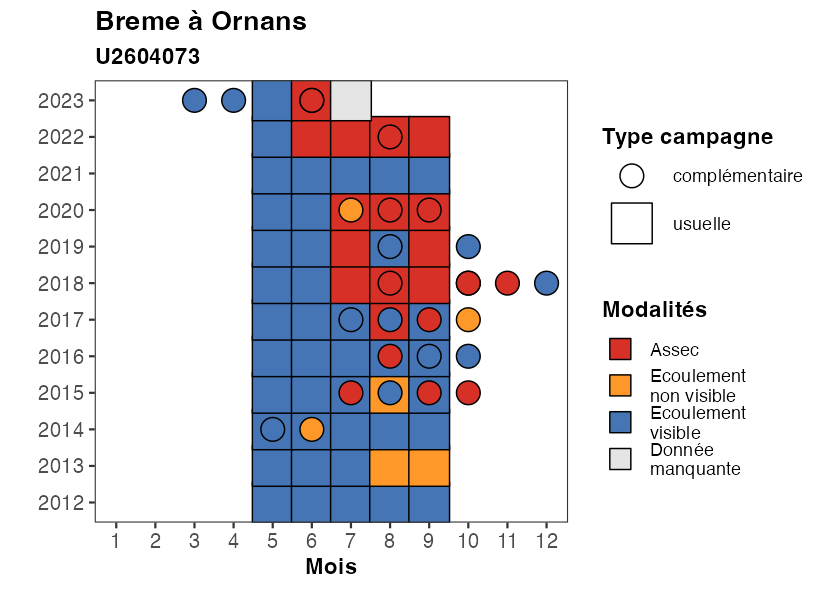 Breme à Ornans
U2604073
2023
2022
2021
2020
2019
2018
2017
2016
2015
2014
2013
2012
1 2 3 4 5 6 7 8 9 10 11 12
Mois
Type campagne
complémentaire
usuelle
Modalités
Assec
Ecoulement
non visible
Ecoulement
visible
Donnée
manquante